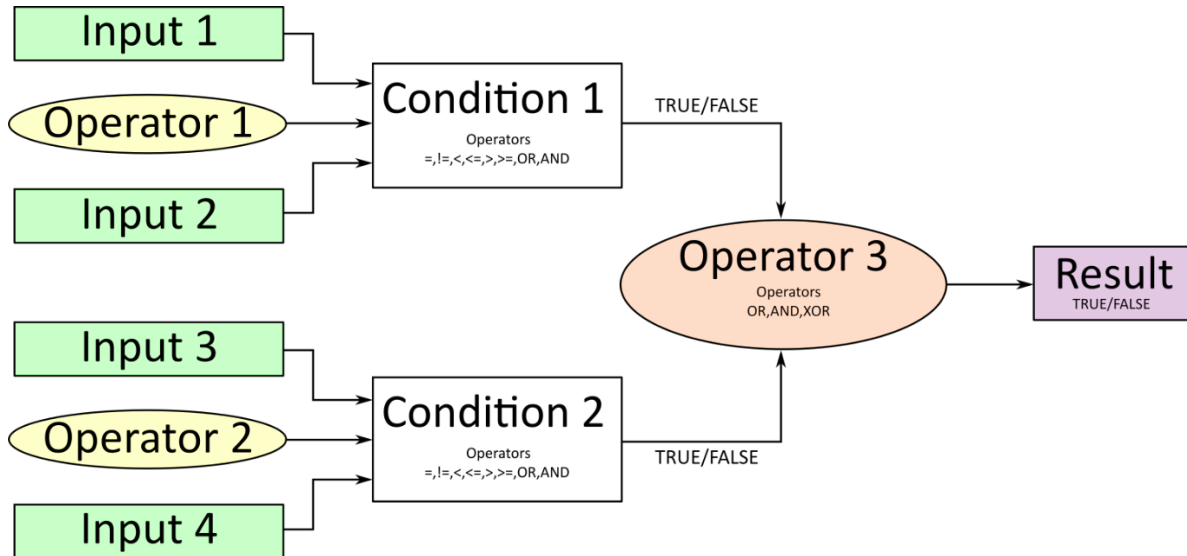 Input 1
Operator 1
Input 2
Condition 1
Operators
=,!=,<,<=,>,>=,OR,AND
TRUE/FALSE
Input 3
Operator 2
Input 4
Condition 2
Operators
=,!=,<,<=,>,>=,OR,AND
TRUE/FALSE
Operator 3
Operators
OR,AND,XOR
Result
TRUE/FALSE